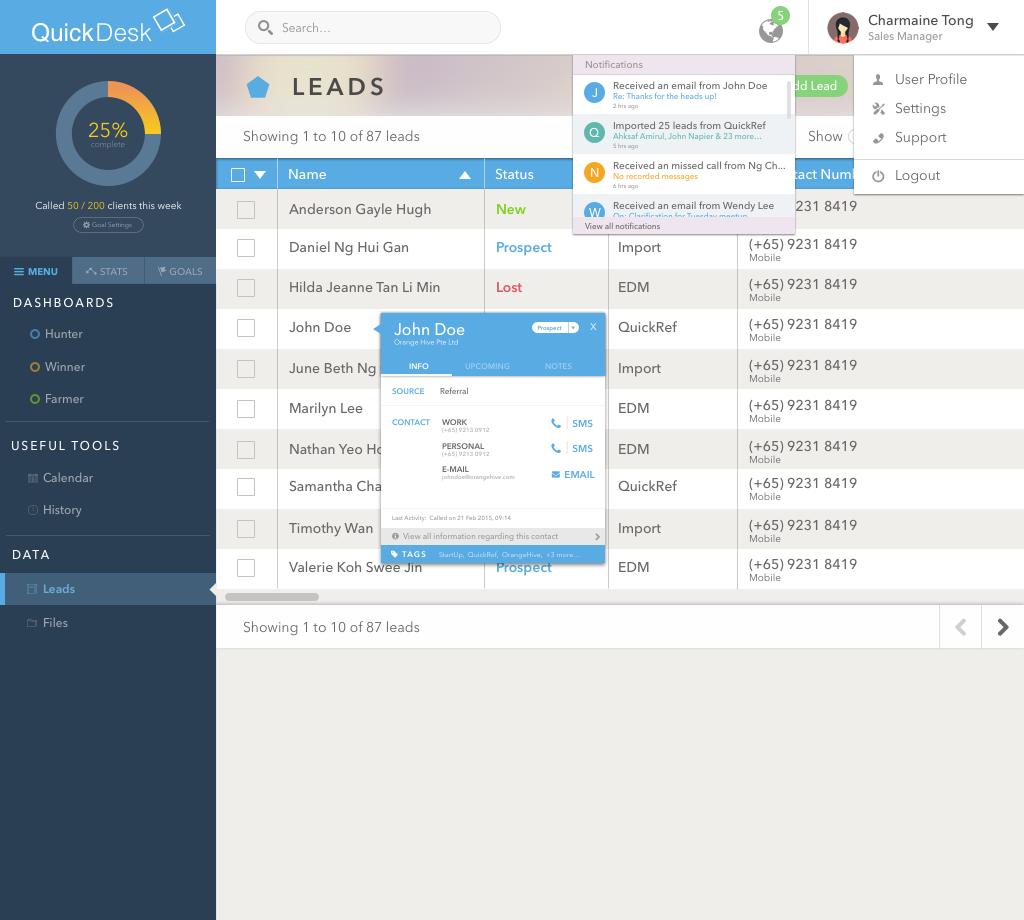 QuickDesk
Search...
5
Charmaine Tong
Sales Manager
25%
complete
Called 50 / 200 clients this week
Goal Settings
MENU
STATS
GOALS
DASHBOARDS
Hunter
Winner
Farmer
USEFUL TOOLS
Calendar
History
DATA
Leads
Files
LEADS
dd Lead
Notifications
J
Received an email from John Doe
Re: Thanks for the heads up!
2 hrs ago
Q
Imported 25 leads from QuickRef
Ahksaf Amirul, John Napier & 23 more...
5 hrs ago
N
Received an missed call from Ng Ch...
No recorded messages
6 hrs ago
W
Received an email from Wendy Lee
On: Clarification for Tuesday meetup
View all notifications
User Profile
Settings
Support
Logout
Showing 1 to 10 of 87 leads
Show
Name
Status
tact Num
Anderson Gayle Hugh
New
(+65) 9231 8419
Daniel Ng Hui Gan
Prospect
Import
(+65) 9231 8419
Mobile
Hilda Jeanne Tan Li Min
Lost
EDM
(+65) 9231 8419
Mobile
John Doe
QuickRef
(+65) 9231 8419
Mobile
June Beth Ng
Import
(+65) 9231 8419
Mobile
Marilyn Lee
EDM
(+65) 9231 8419
Mobile
Nathan Yeo Ho
EDM
(+65) 9231 8419
Mobile
Samantha Cha
QuickRef
(+65) 9231 8419
Mobile
Timothy Wan
Import
(+65) 9231 8419
Mobile
Valerie Koh Swee Jin
Prospect
EDM
(+65) 9231 8419
Mobile
John Doe
Orange Hive Pte Ltd
Prospect
X
INFO
UPCOMING
NOTES
SOURCE
Referral
CONTACT
WORK
(+65) 9213 0912
SMS
PERSONAL
(+65) 9213 0912
SMS
E-MAIL
johndoe@orangehive.com
EMAIL
Last Activity: Called on 21 Feb 2015, 09:14
View all information regarding this contact
TAGS
StartUp, QuickRef, OrangeHive, +3 more...
Showing 1 to 10 of 87 leads